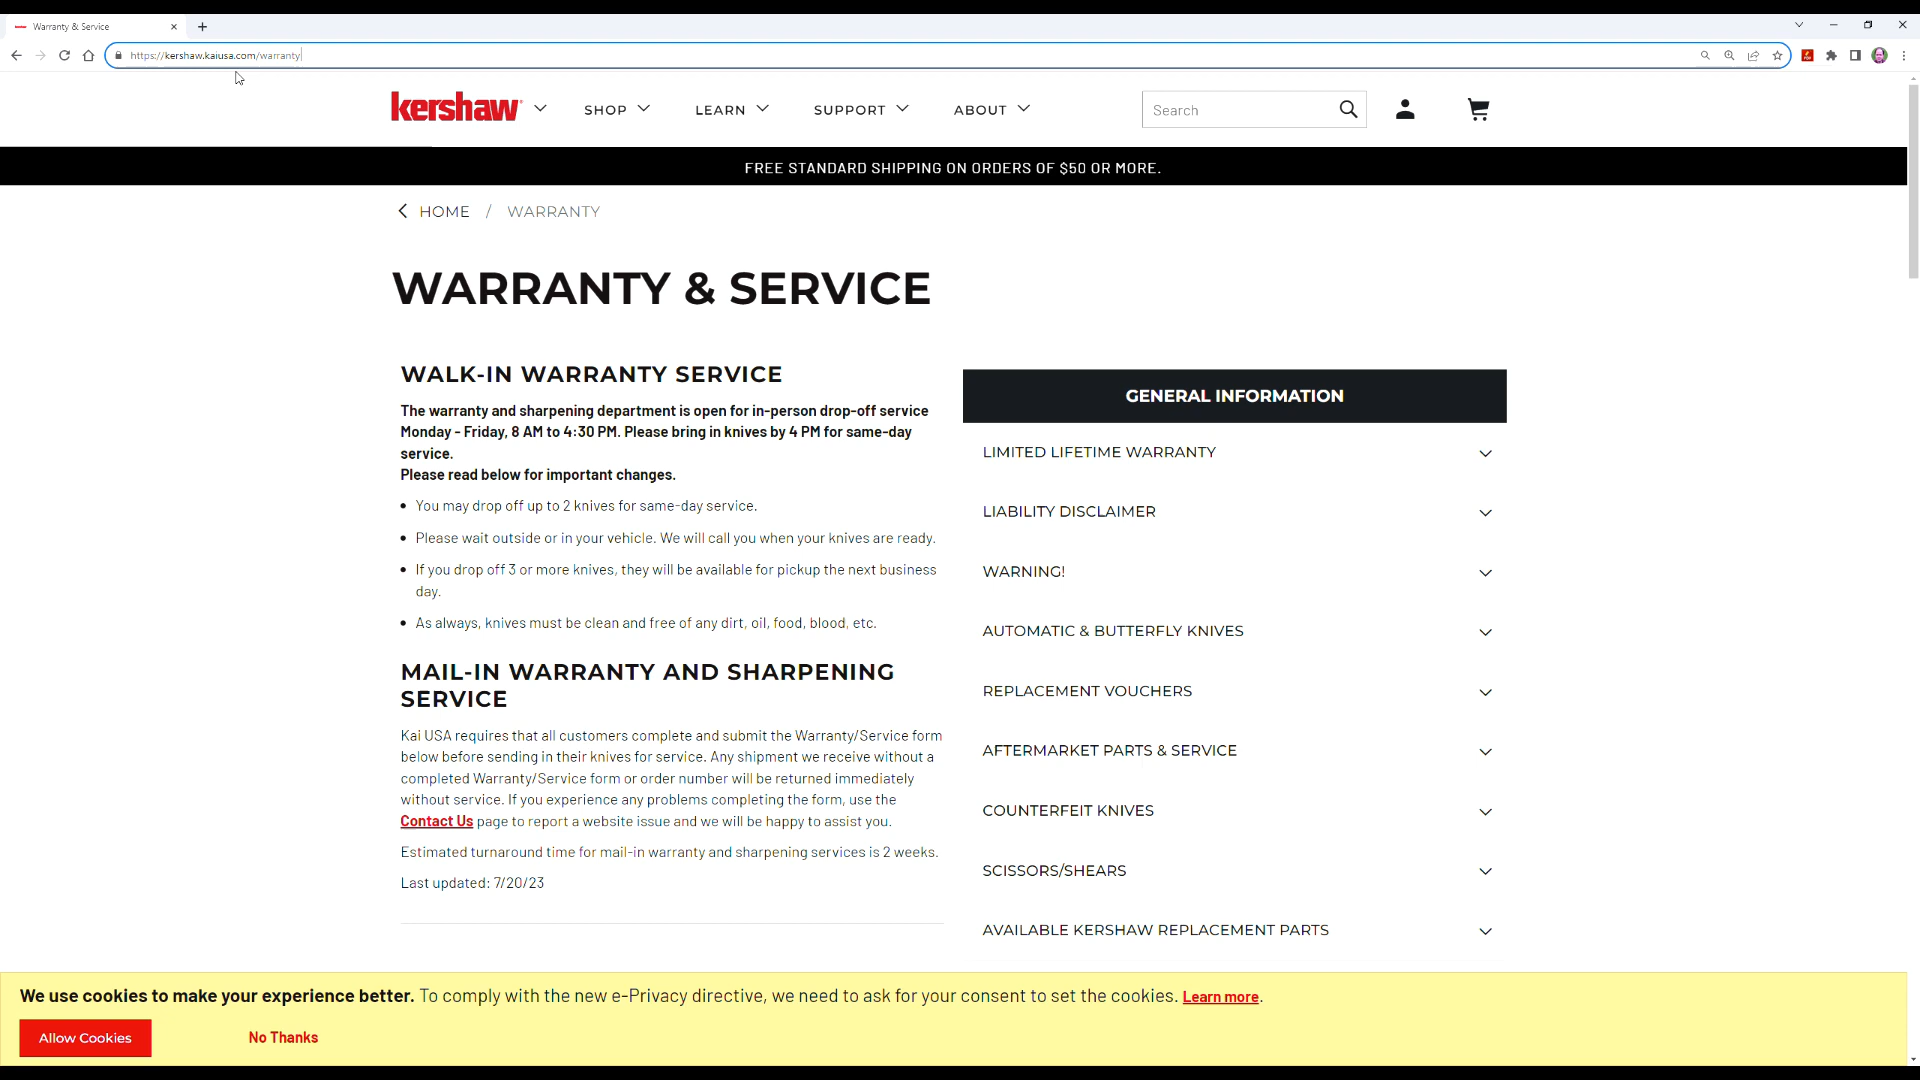 Warranty & Service
https://kershaw.kaiusa.com/warranty
kershaw
SHOP
LEARN
SUPPORT
ABOUT
Search
FREE STANDARD SHIPPING ON ORDERS OF $50 OR MORE.
HOME / WARRANTY
WARRANTY & SERVICE
WALK-IN WARRANTY SERVICE
The warranty and sharpening department is open for in-person drop-off service
Monday - Friday, 8 AM to 4:30 PM. Please bring in knives by 4 PM for same-day
service.
Please read below for important changes.
• You may drop off up to 2 knives for same-day service.
• Please wait outside or in your vehicle. We will call you when your knives are ready.
• If you drop off 3 or more knives, they will be available for pickup the next business
day.
• As always, knives must be clean and free of any dirt, oil, food, blood, etc.
MAIL-IN WARRANTY AND SHARPENING
SERVICE
Kai USA requires that all customers complete and submit the Warranty/Service form
below before sending in their knives for service. Any shipment we receive without a
completed Warranty/Service form or order number will be returned immediately
without service. If you experience any problems completing the form, use the
Contact Us page to report a website issue and we will be happy to assist you.
Estimated turnaround time for mail-in warranty and sharpening services is 2 weeks.
Last updated: 7/20/23
GENERAL INFORMATION
LIMITED LIFETIME WARRANTY
LIABILITY DISCLAIMER
WARNING!
AUTOMATIC & BUTTERFLY KNIVES
REPLACEMENT VOUCHERS
AFTERMARKET PARTS & SERVICE
COUNTERFEIT KNIVES
SCISSORS/SHEARS
AVAILABLE KERSHAW REPLACEMENT PARTS
We use cookies to make your experience better. To comply with the new e-Privacy directive, we need to ask for your consent to set the cookies. Learn more.
Allow Cookies
No Thanks